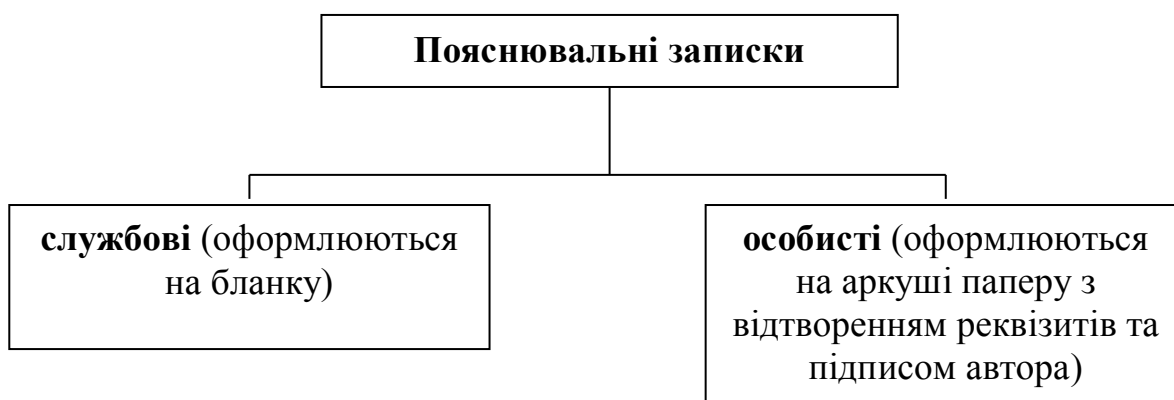 Пояснювальні записки
службові (оформлюються
на бланку)
особисті (оформлюються
на аркуші паперу з
відтворенням реквізитів та
підписом автора)